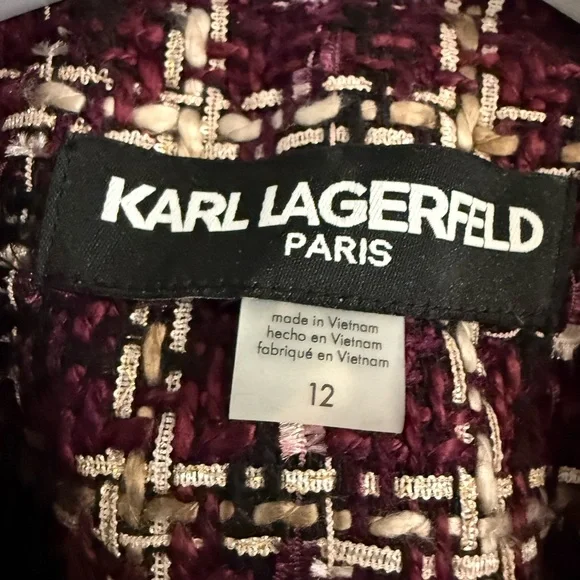 KARL LAGERFELD
PARIS
made in Vietnam
hecho en Vietnam
fabriqué en Vietnam
12